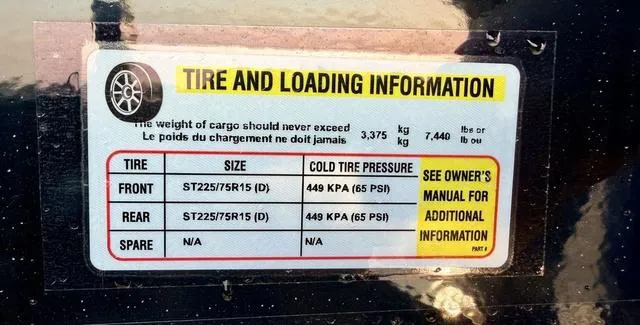 TIRE AND LOADING INFORMATION
The weight of cargo should never exceed 3,375 kg 7,440 lbs or
Le poids du chargement ne doit jamais kg lb ou
TIRE SIZE COLD TIRE PRESSURE SEE OWNER'S MANUAL FOR ADDITIONAL INFORMATION
FRONT ST225/75R15 (D) 449 KPA (65 PSI)
REAR ST225/75R15 (D) 449 KPA (65 PSI)
SPARE N/A N/A
PART #